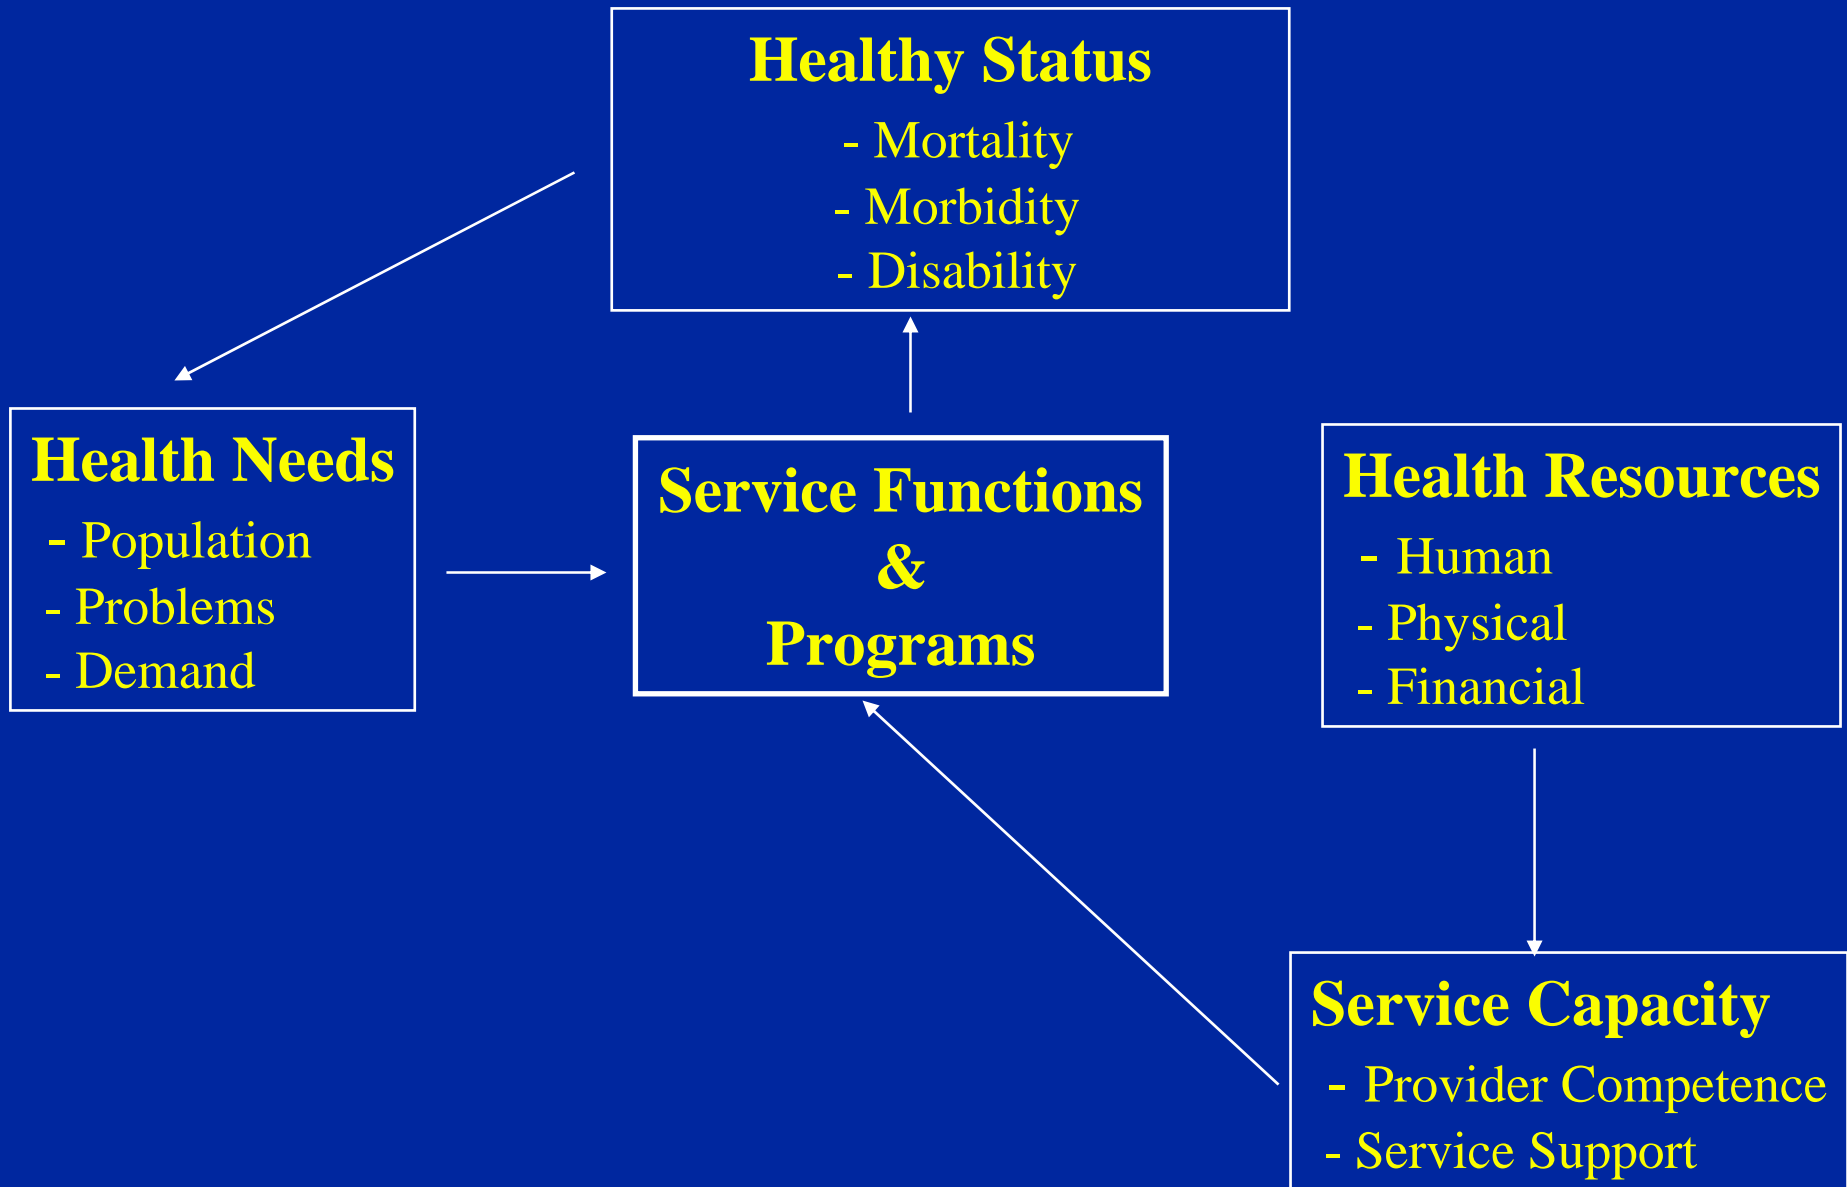 Healthy Status
- Mortality
- Morbidity
- Disability
Health Needs
- Population
- Problems
- Demand
Service Functions
&
Programs
Health Resources
- Human
- Physical
- Financial
Service Capacity
- Provider Competence
- Service Support